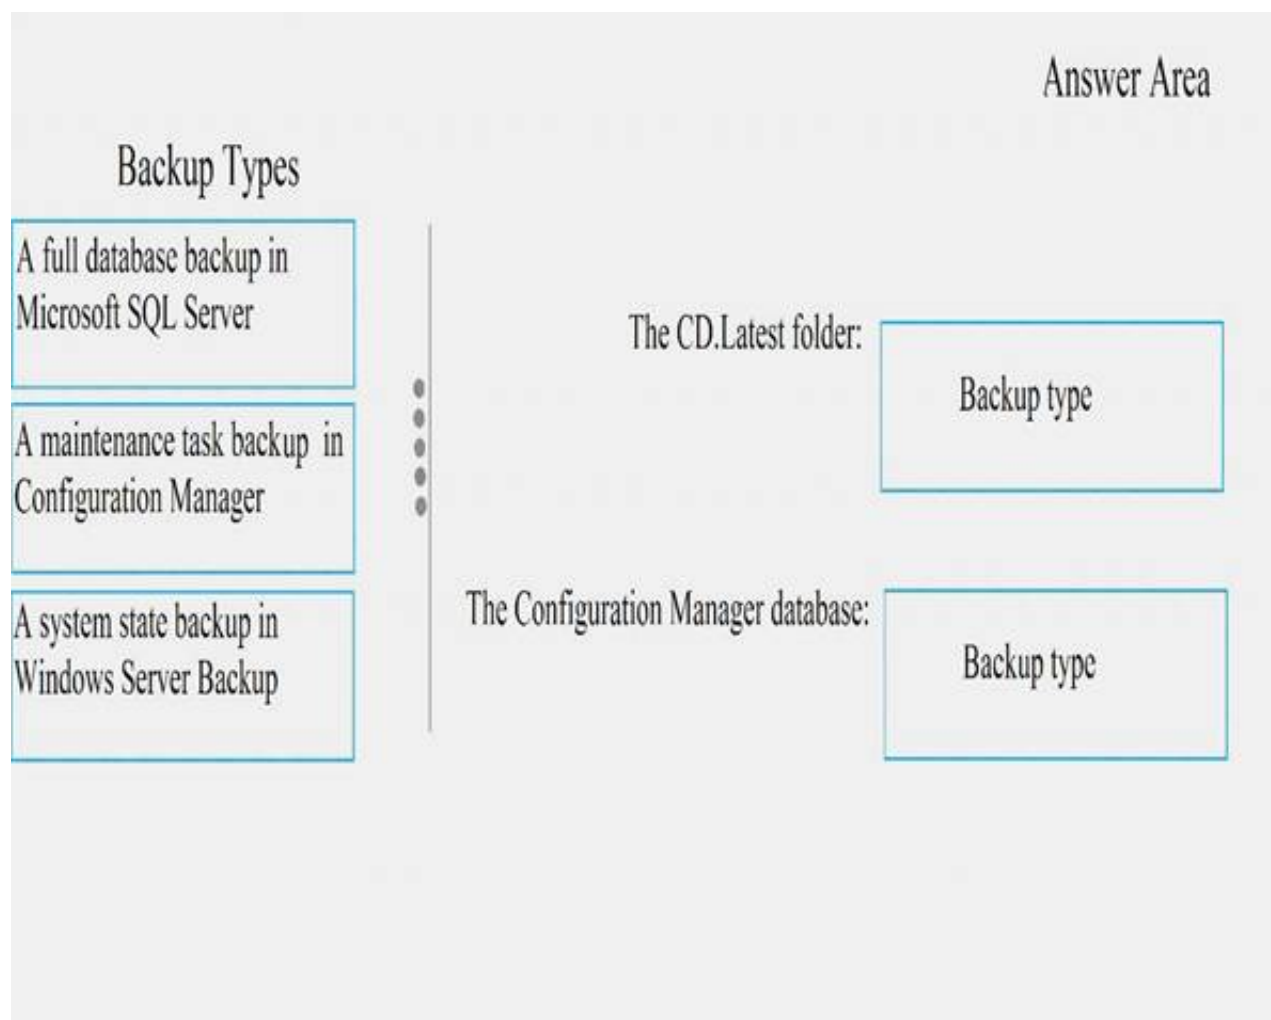 Answer Area
Backup Types
A full database backup in
Microsoft SQL Server
A maintenance task backup in
Configuration Manager
A system state backup in
Windows Server Backup
The CD.Latest folder:
Backup type
The Configuration Manager database:
Backup type